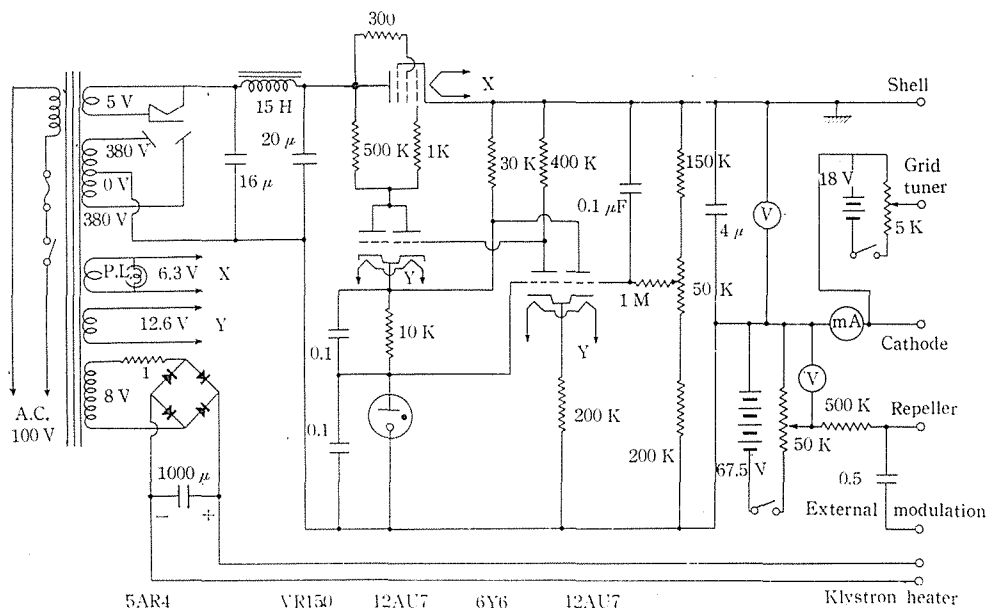 300
X
Shell
5 V
15 H
20 μ
500 K
1K
30 K
400 K
150 K
380 V
16 μ
0.1 μF
18 V
Grid
tuner
0 V
V
4 μ
5 K
380 V
P.L.
6.3 V
X
Y
1 M
50 K
12.6 V
Y
10 K
mA
0.1
Y
Cathode
1
V
8 V
500 K
Repeller
A.C.
100 V
0.1
200 K
50 K
200 K
67.5 V
1000 μ
0.5
− +
External modulation
5AR4 VR150 12AU7 6Y6 12AU7 Klystron heater